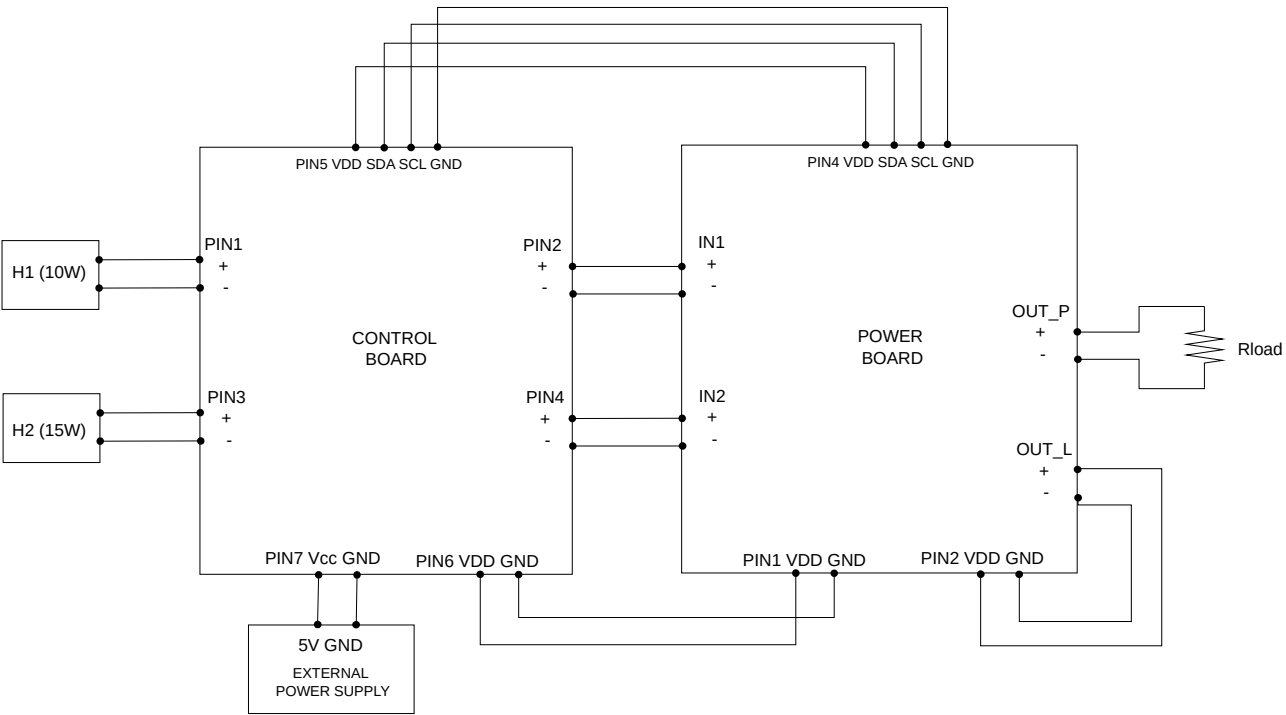 PIN5 VDD SDA SCL GND
PIN4 VDD SDA SCL GND
H1 (10W)
PIN1
+
-
PIN2
+
-
IN1
+
-
CONTROL
BOARD
POWER
BOARD
OUT_P
+
-
Rload
H2 (15W)
PIN3
+
-
PIN4
+
-
IN2
+
-
OUT_L
+
-
PIN7 Vcc GND
PIN6 VDD GND
PIN1 VDD GND
PIN2 VDD GND
5V GND
EXTERNAL
POWER SUPPLY